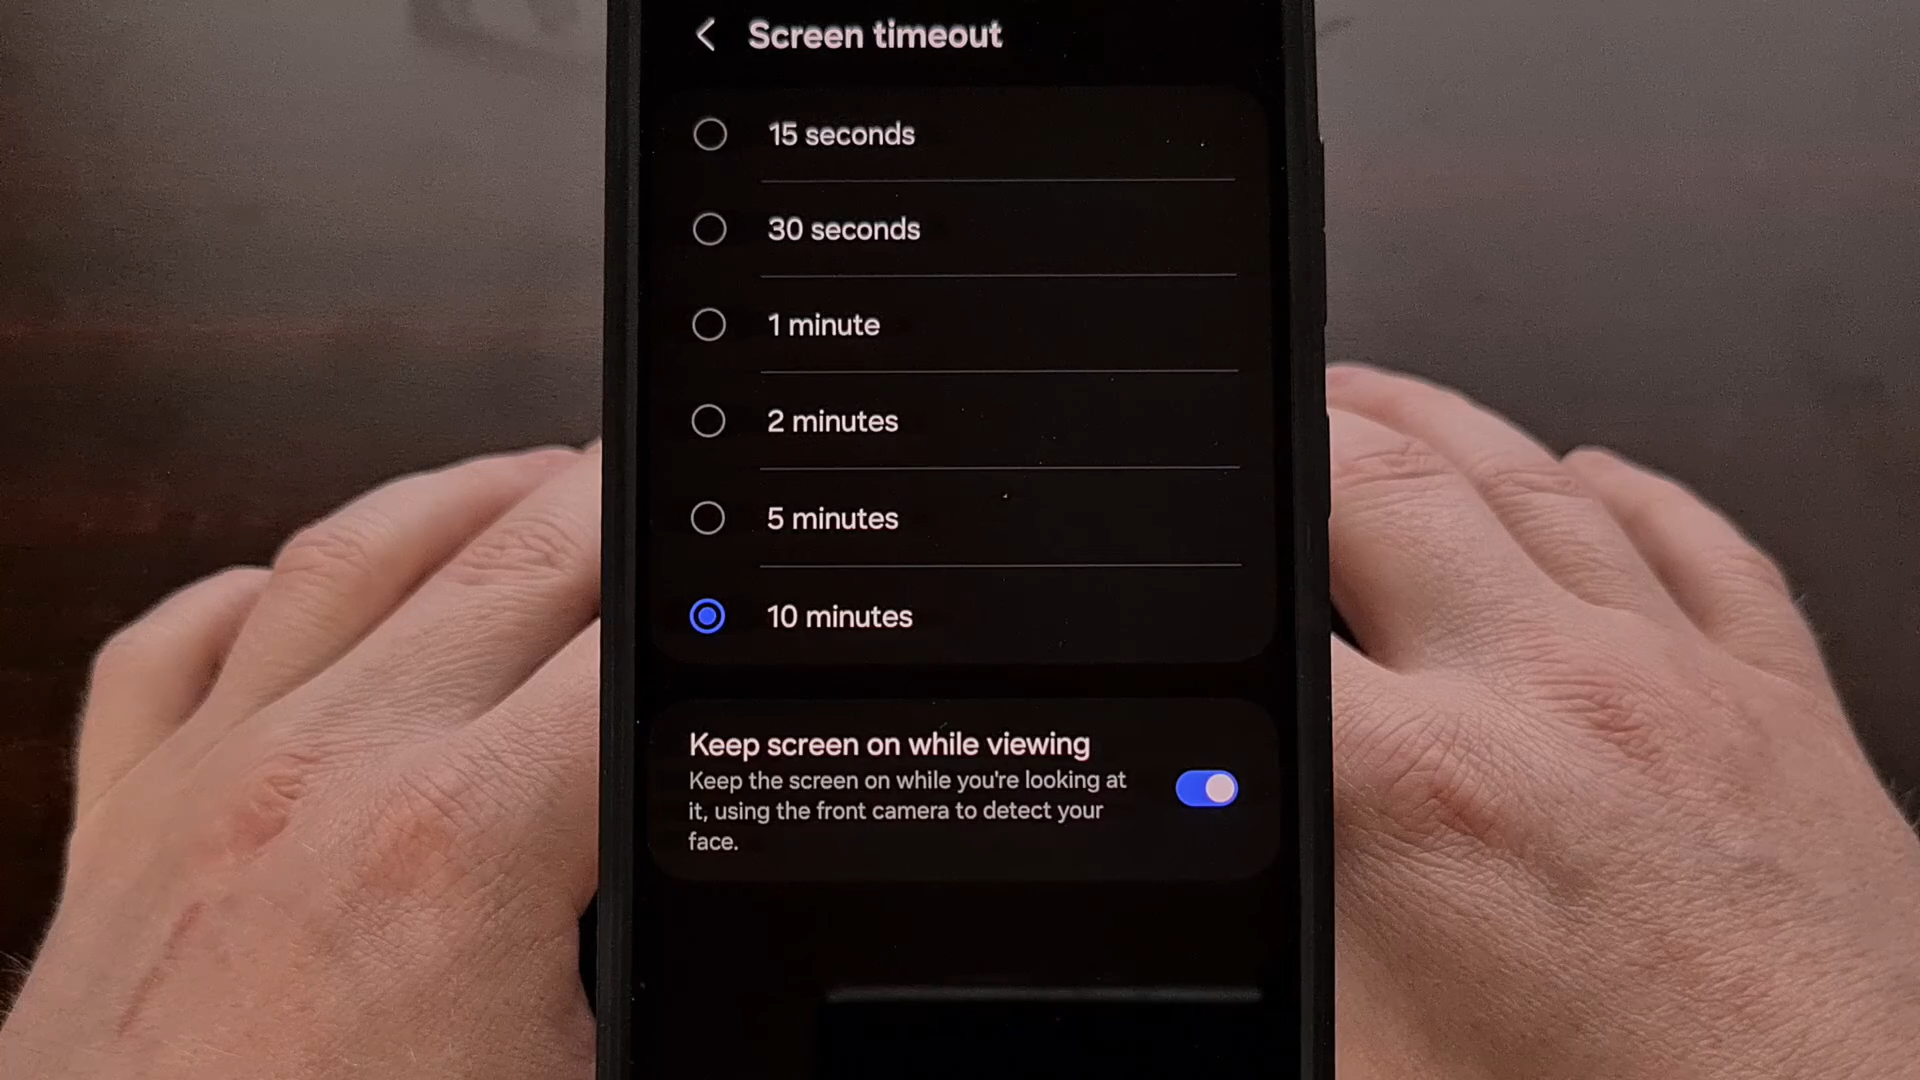 Screen timeout
15 seconds
30 seconds
1 minute
2 minutes
5 minutes
10 minutes
Keep screen on while viewing
Keep the screen on while you're looking at
it, using the front camera to detect your
face.